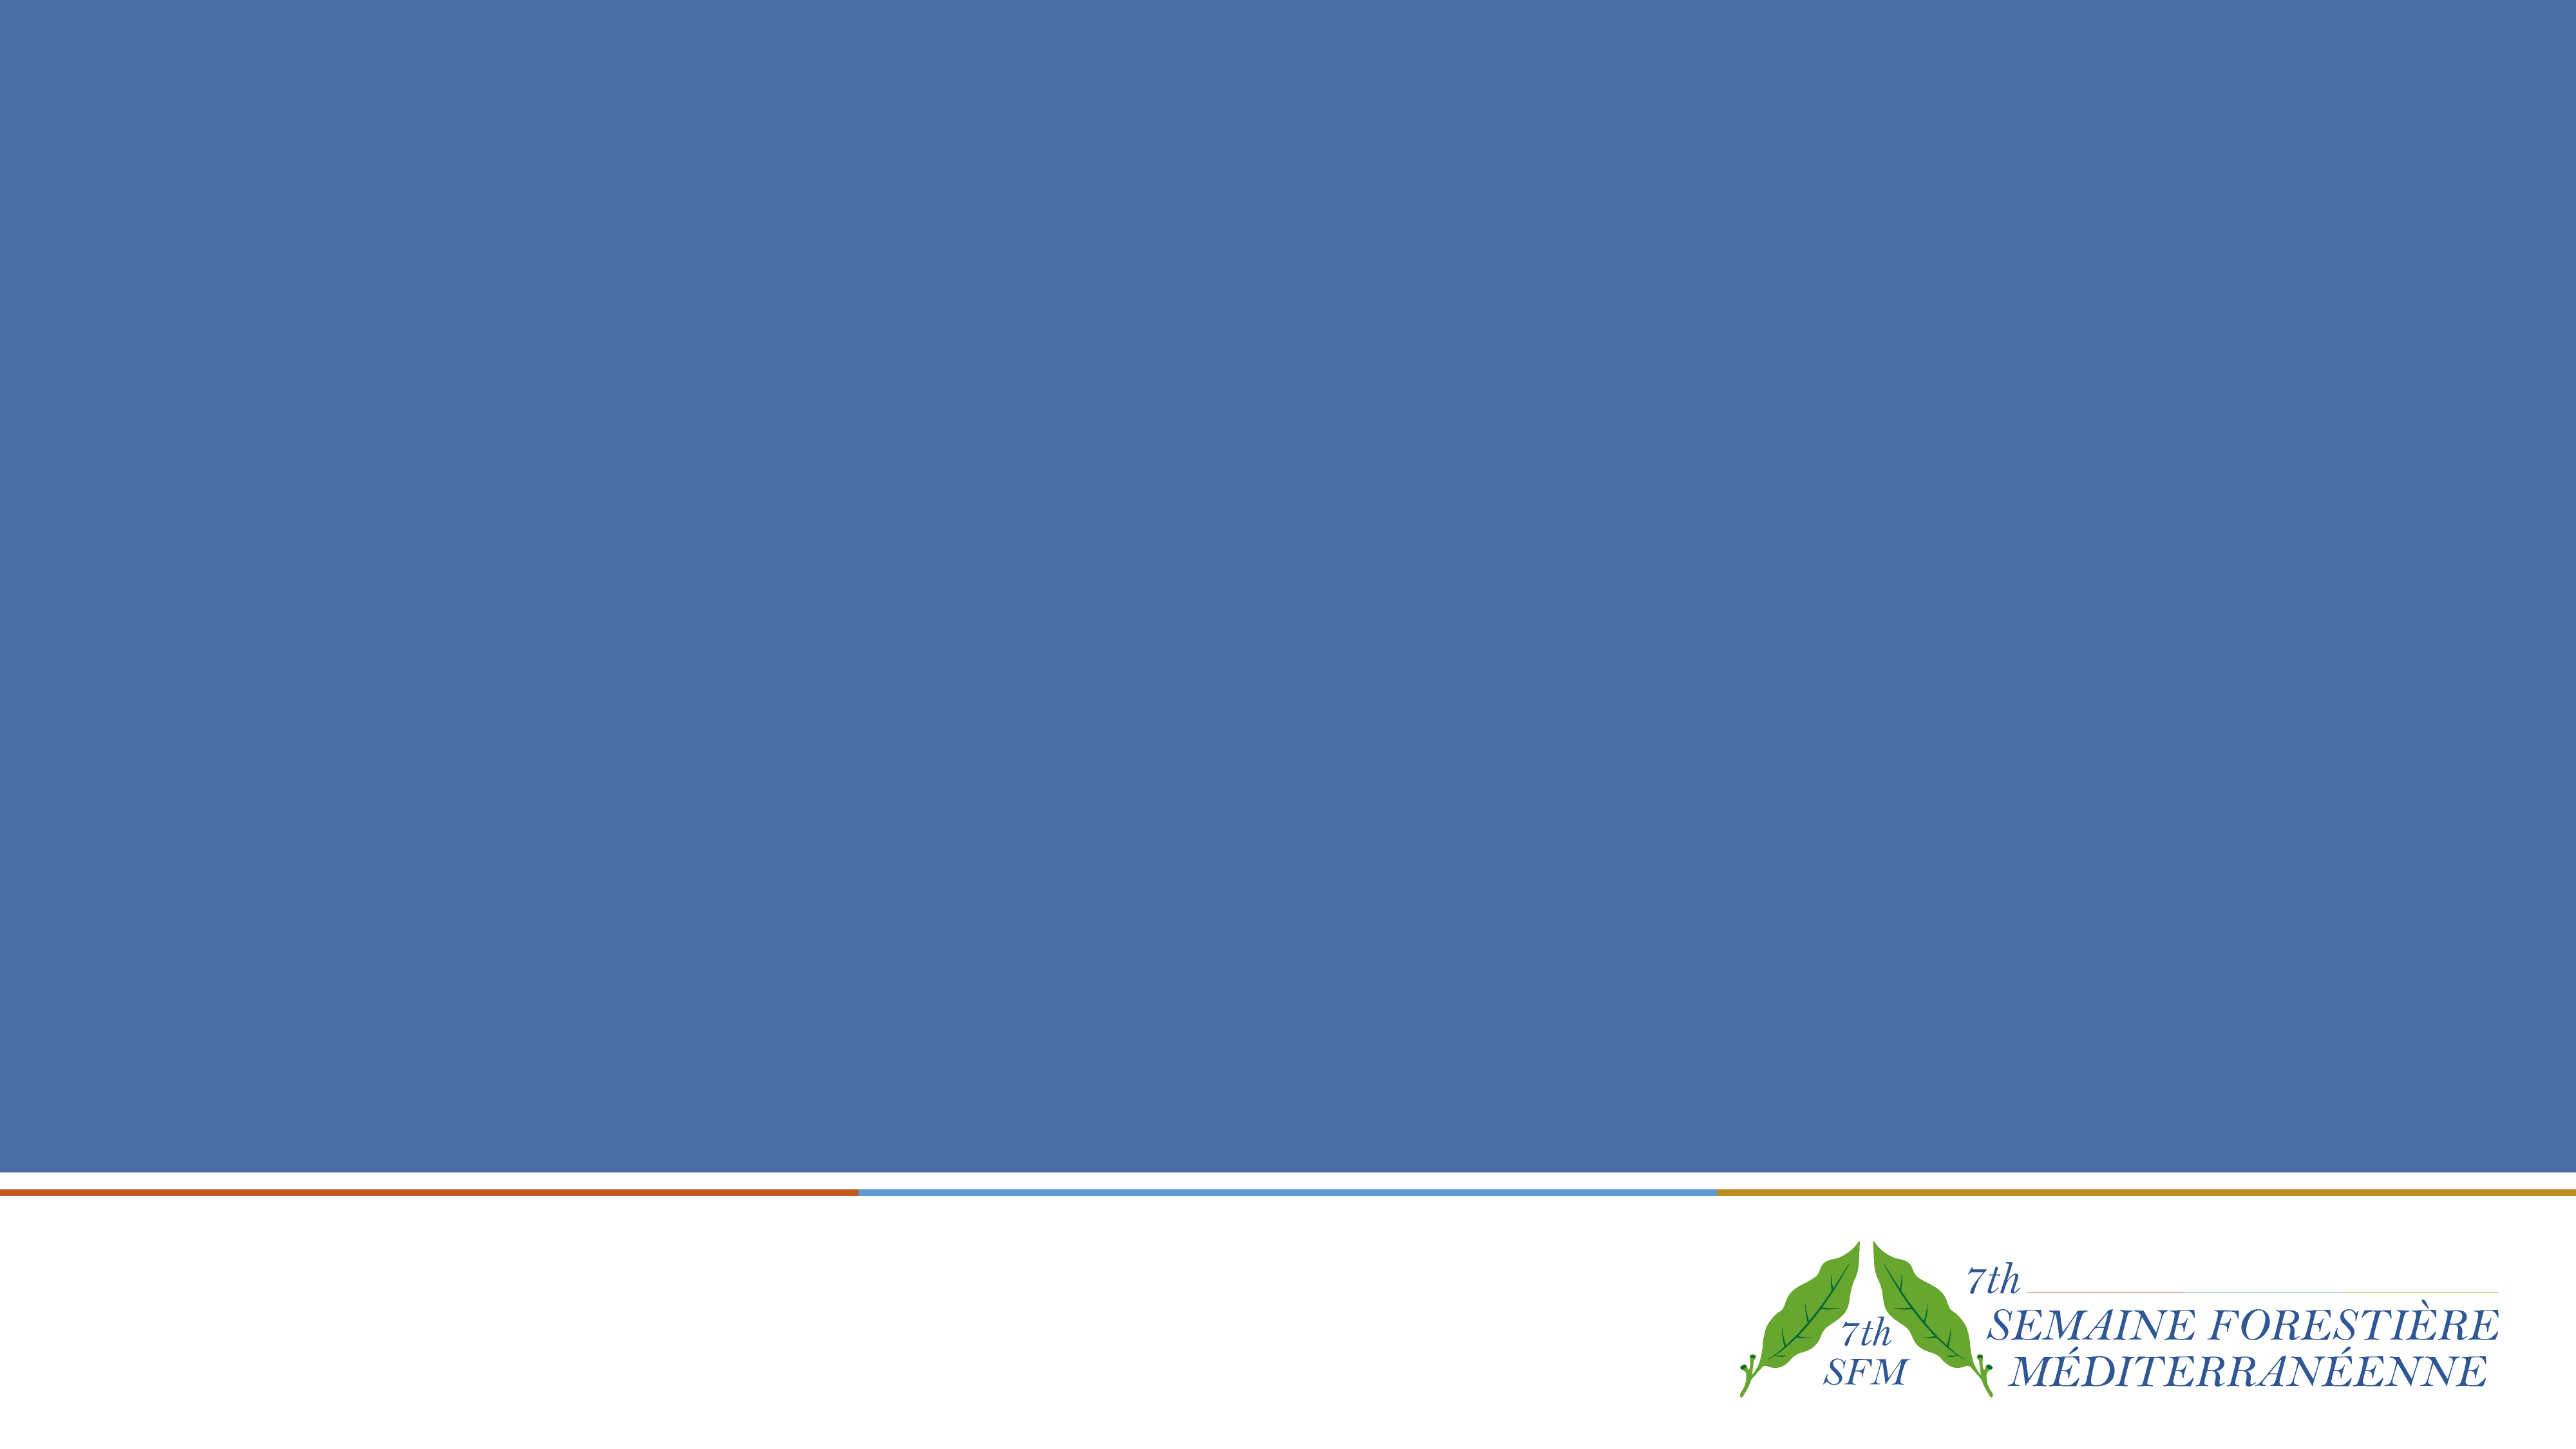 7th
SFM
7th
SEMAINE FORESTIÈRE
MÉDITERRANÉENNE